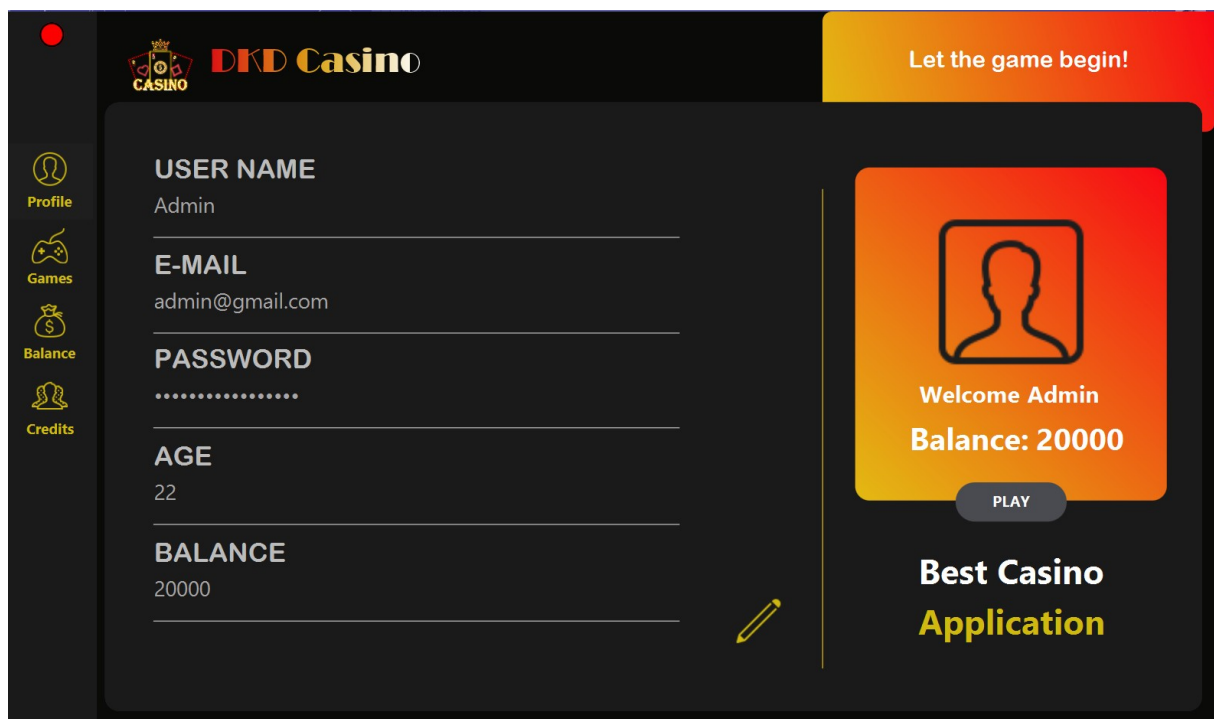 CASINO
DKD Casino
Let the game begin!
Profile
Games
Balance
Credits
USER NAME
Admin
E-MAIL
admin@gmail.com
PASSWORD
•••••••••••••••••
AGE
22
BALANCE
20000
Welcome Admin
Balance: 20000
PLAY
Best Casino
Application